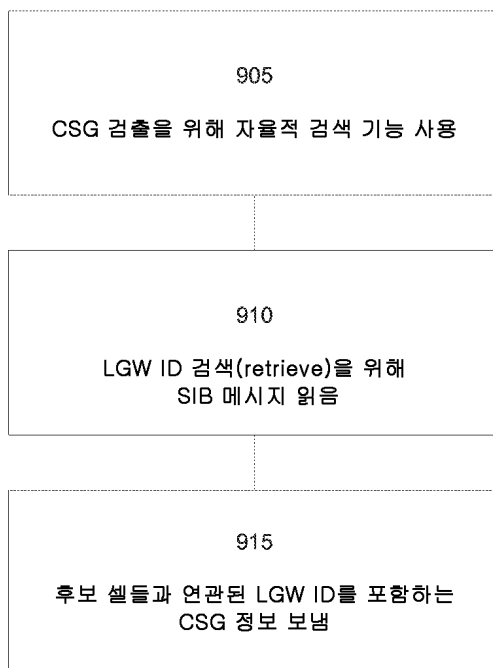 905
CSG 검출을 위해 자율적 검색 기능 사용
910
LGW ID 검색(retrieve)을 위해
SIB 메시지 읽음
915
후보 셀들과 연관된 LGW ID를 포함하는
CSG 정보 보냄